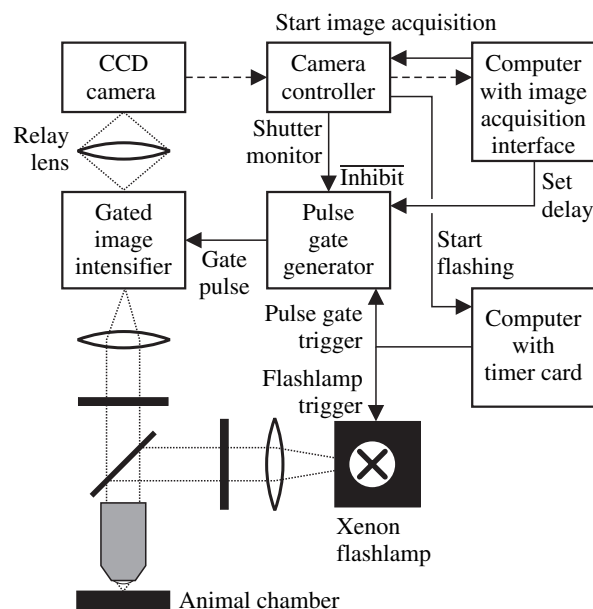 Start image acquisition
CCD
camera
Camera
controller
Computer
with image
acquisition
interface
Relay
lens
Shutter
monitor
Inhibit
Set
delay
Gated
image
intensifier
Gate
pulse
Pulse
gate
generator
Start
flashing
Pulse gate
trigger
Computer
with
timer card
Flashlamp
trigger
Xenon
flashlamp
Animal chamber